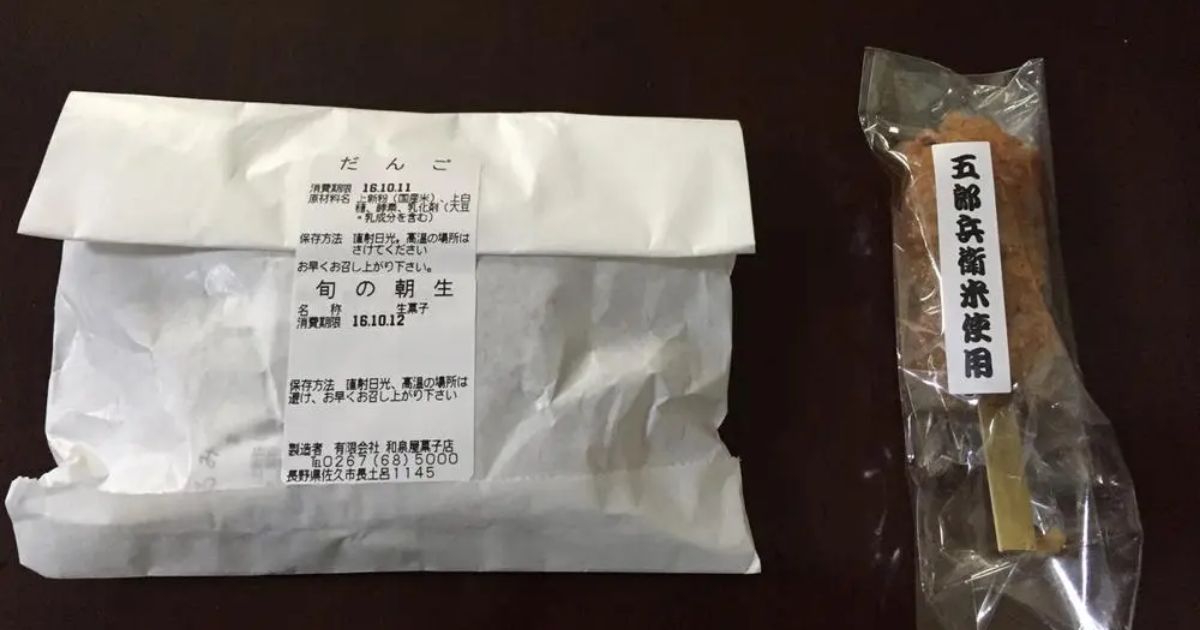 だんご
消費期限 16.10.11
原材料名 上新粉（国産米）、上白
糖、酵素、乳化剤（大豆
・乳成分を含む）
保存方法 直射日光。高温の場所は
さけてください
お早くお召し上がり下さい。
旬の朝生
名 称 生菓子
消費期限 16.10.12
保存方法 直射日光、高温の場所は
避け、お早くお召し上がり下さい
製造者 有限会社 和泉屋菓子店
℡0267(68)5000
長野県佐久市長土呂1145
五郎兵衛米使用